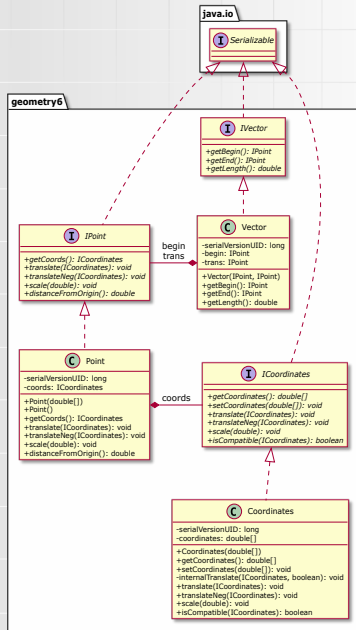 java.io
I Serializable
geometry6
I IVector
+getBegin(): IPoint
+getEnd(): IPoint
+getLength(): double
I IPoint
+getCoords(): ICoordinates
+translate(ICoordinates): void
+translateNeg(ICoordinates): void
+scale(double): void
+distanceFromOrigin(): double
begin
trans
C Vector
-serialVersionUID: long
-begin: IPoint
-trans: IPoint
+Vector(IPoint, IPoint)
+getBegin(): IPoint
+getEnd(): IPoint
+getLength(): double
C Point
-serialVersionUID: long
-coords: ICoordinates
+Point(double[])
+Point()
+getCoords(): ICoordinates
+translate(ICoordinates): void
+translateNeg(ICoordinates): void
+scale(double): void
+distanceFromOrigin(): double
coords
I ICoordinates
+getCoordinates(): double[]
+setCoordinates(double[]): void
+translate(ICoordinates): void
+translateNeg(ICoordinates): void
+scale(double): void
+isCompatible(ICoordinates): boolean
C Coordinates
-serialVersionUID: long
-coordinates: double[]
+Coordinates(double[])
+getCoordinates(): double[]
+setCoordinates(double[]): void
-internalTranslate(ICoordinates, boolean): void
+translate(ICoordinates): void
+translateNeg(ICoordinates): void
+scale(double): void
+isCompatible(ICoordinates): boolean